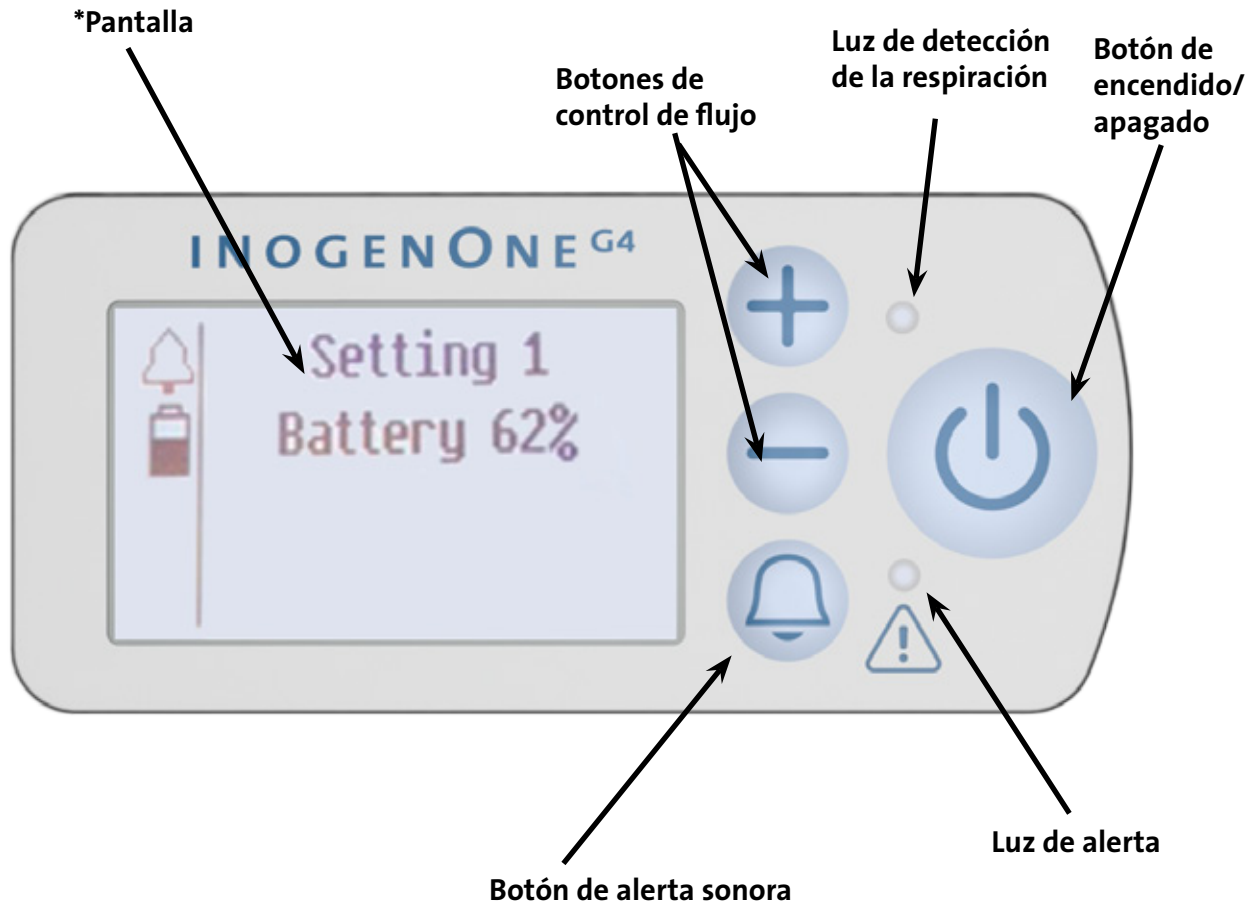 *Pantalla
Botones de
control de flujo
Luz de detección
de la respiración
Botón de
encendido/
apagado
INOGENONE G4
Setting 1
Battery 62%
Luz de alerta
Botón de alerta sonora